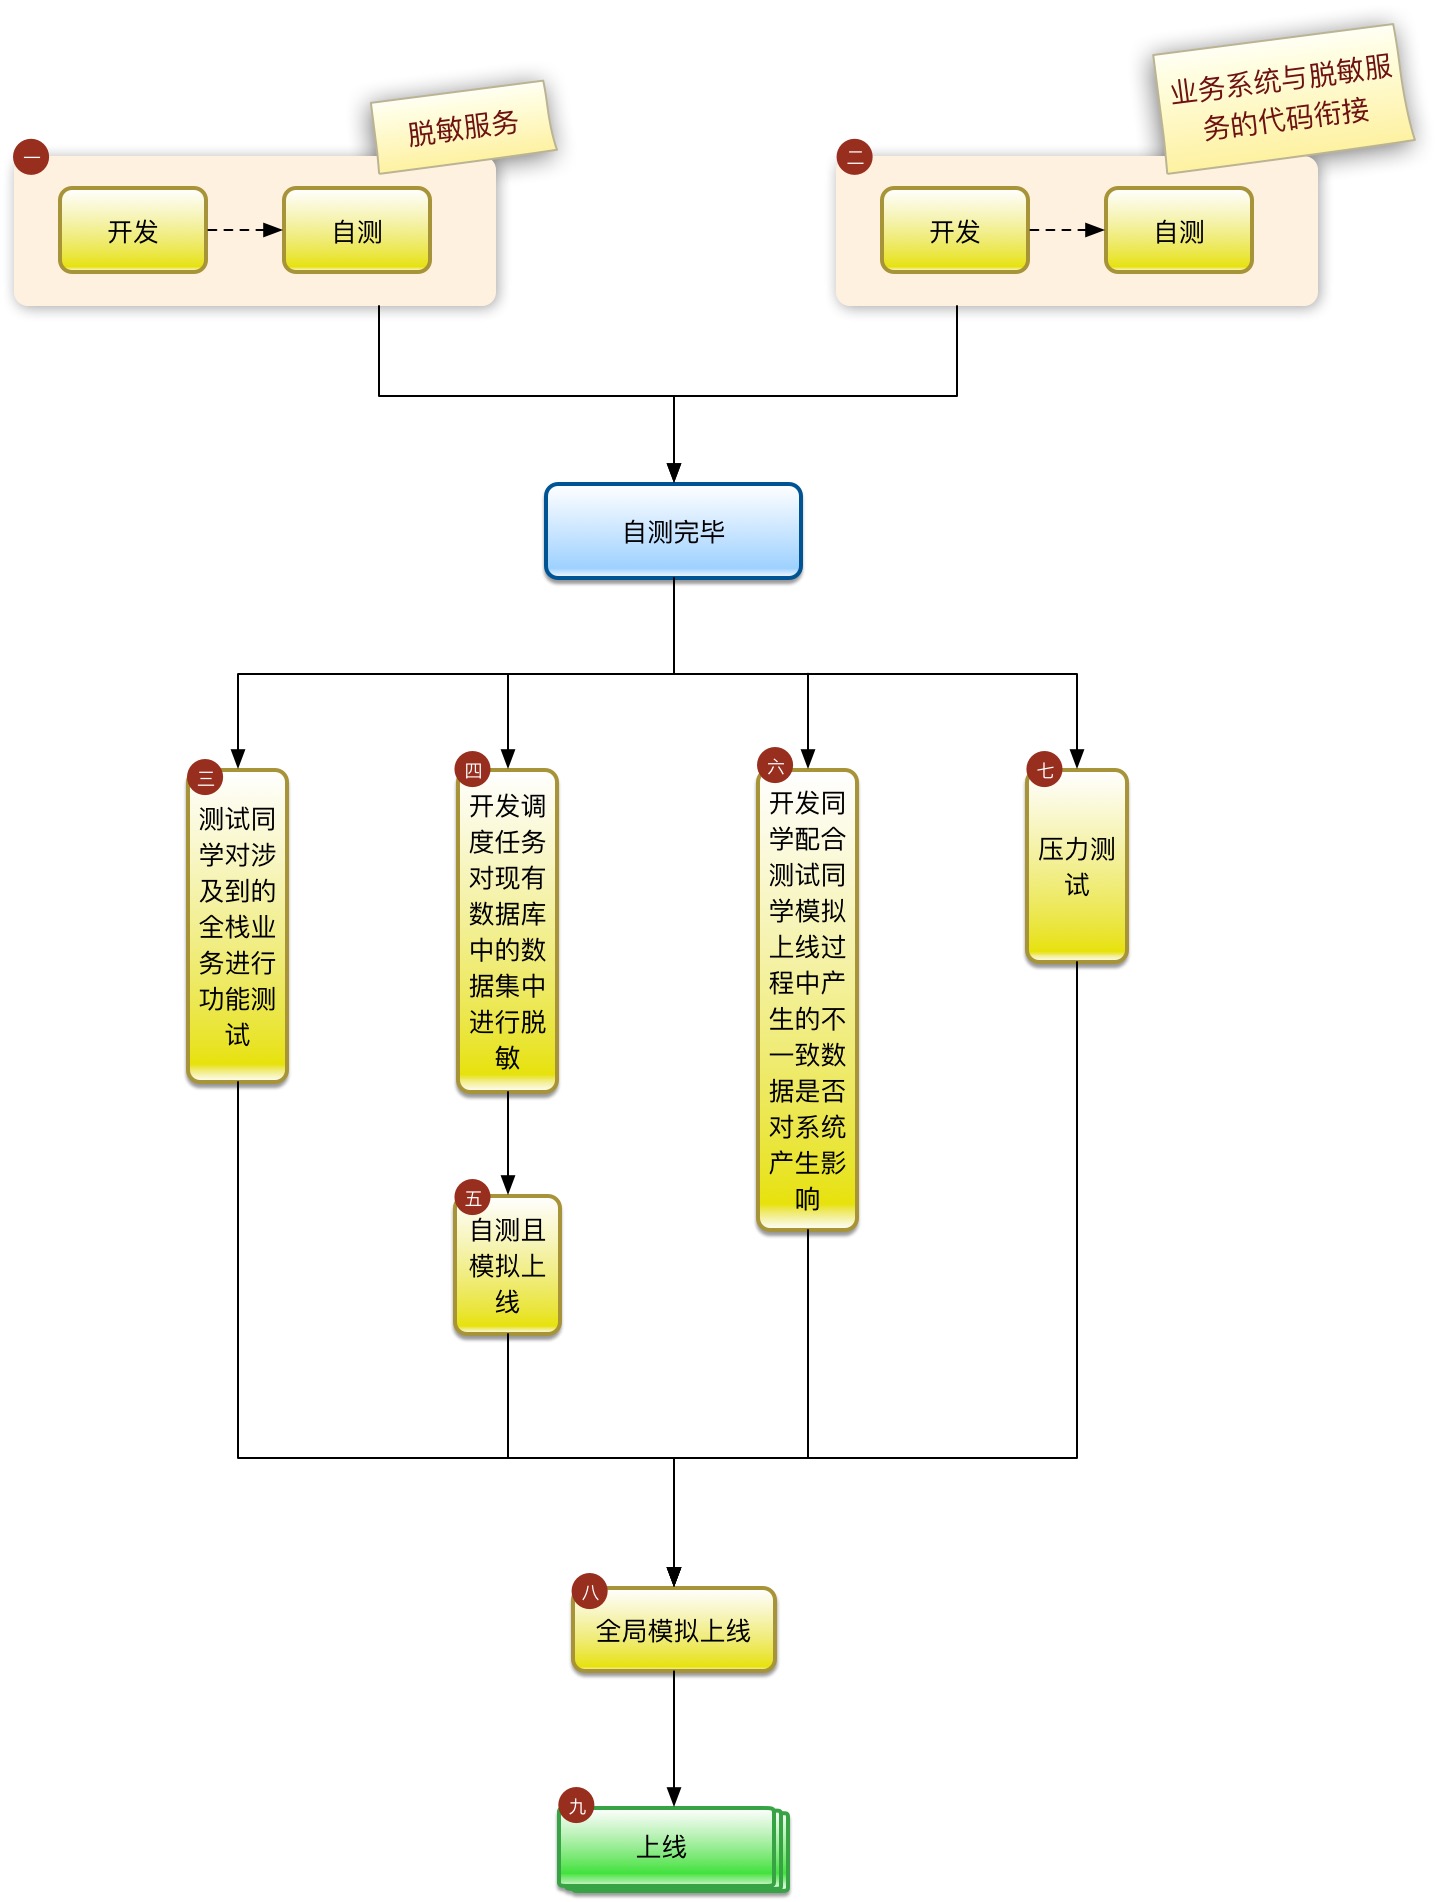 脱敏服务
业务系统与脱敏服
务的代码衔接
一
开发
自测
二
开发
自测
自测完毕
三
测试同
学对涉
及到的
全栈业
务进行
功能测
试
四
开发调
度任务
对现有
数据库
中的数
据集中
进行脱
敏
五
自测且
模拟上
线
六
开发同
学配合
测试同
学模拟
上线过
程中产
生的不
一致数
据是否
对系统
产生影
响
七
压力测
试
八
全局模拟上线
九
上线